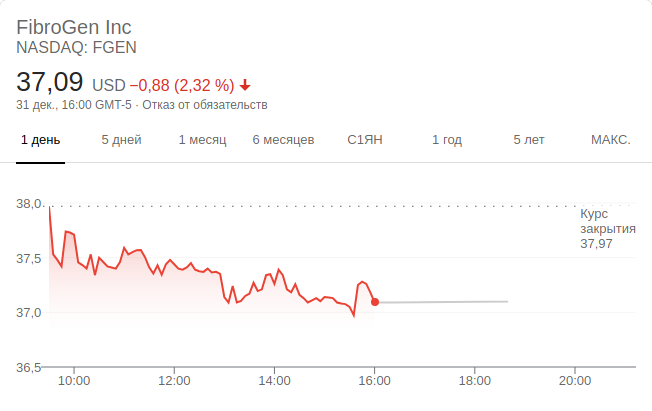 FibroGen Inc
NASDAQ: FGEN
37,09 USD −0,88 (2,32 %)
31 дек., 16:00 GMT-5 · Отказ от обязательств
1 день 5 дней 1 месяц 6 месяцев С1ЯН 1 год 5 лет МАКС.
38,0
Курс
закрытия
37,97
37,5
37,0
36,5
10:00 12:00 14:00 16:00 18:00 20:00